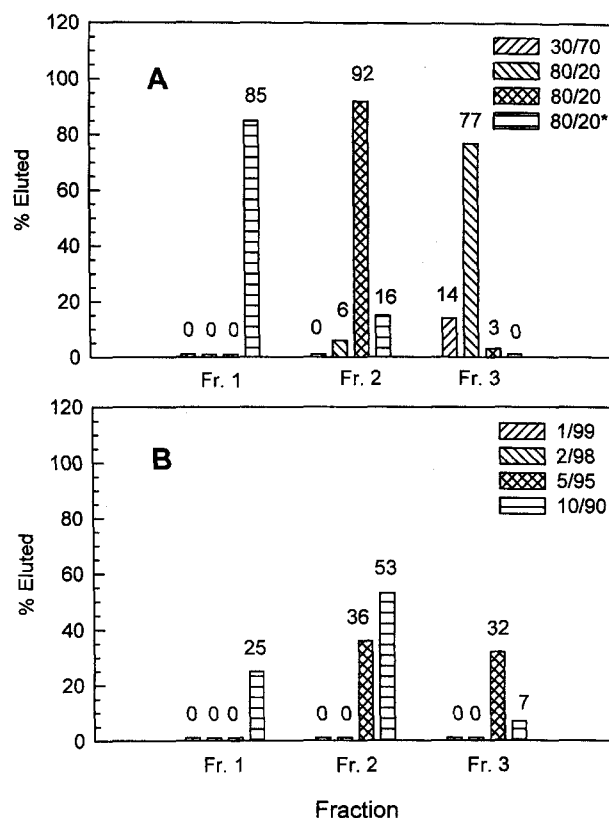 120
100
80
60
40
20
0
% Eluted
A
30/70
80/20
80/20
80/20*
0 0 0 85
0 6 92 16
14 77 3 0
Fr. 1 Fr. 2 Fr. 3
120
100
80
60
40
20
0
% Eluted
B
1/99
2/98
5/95
10/90
0 0 0 25
0 0 36 53
0 0 32 7
Fr. 1 Fr. 2 Fr. 3
Fraction